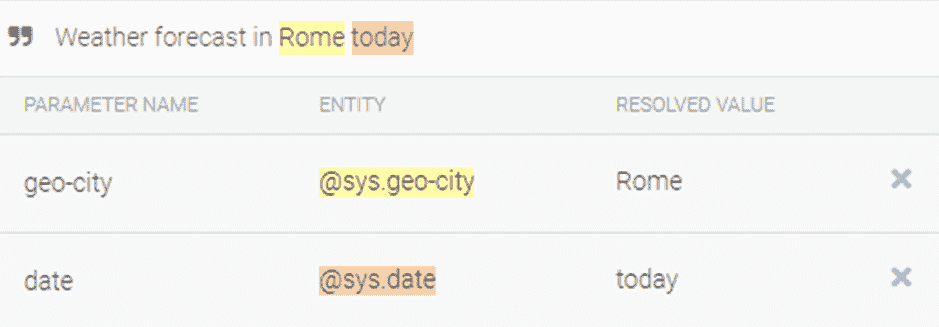 Weather forecast in Rome today
PARAMETER NAME ENTITY RESOLVED VALUE
geo-city @sys.geo-city Rome
date @sys.date today